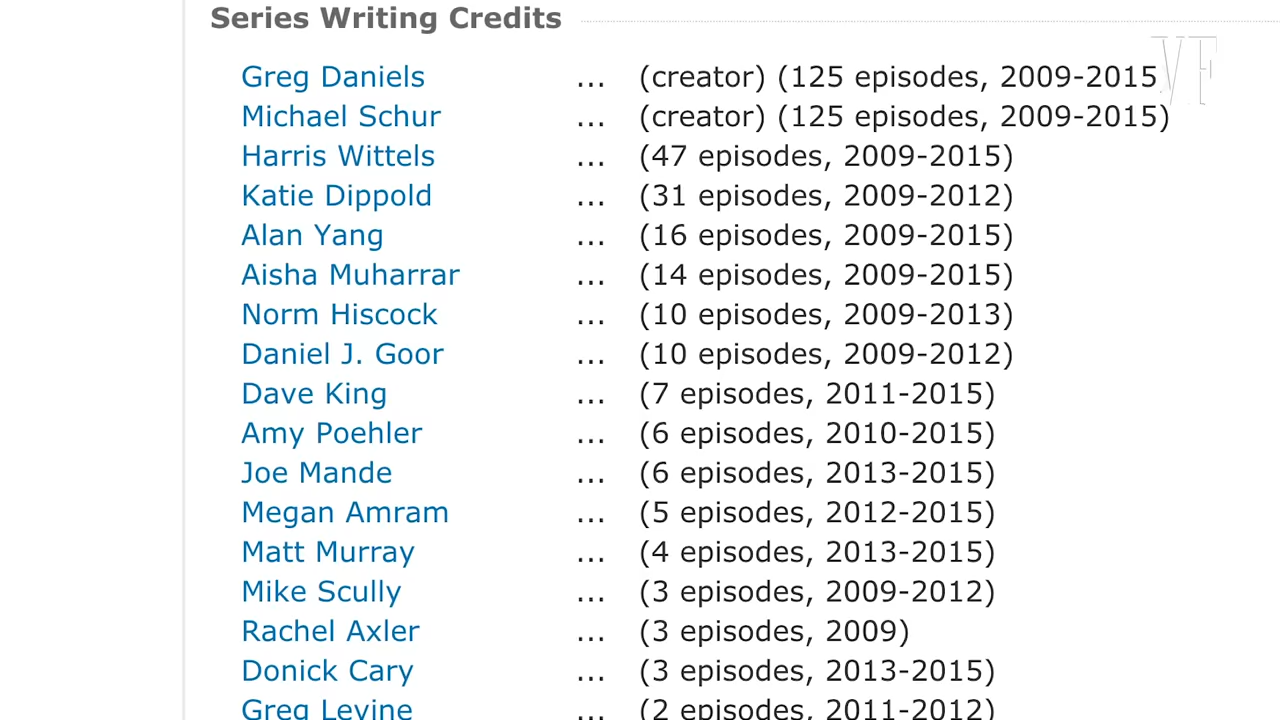 Series Writing Credits
VF
Greg Daniels ... (creator) (125 episodes, 2009-2015
Michael Schur ... (creator) (125 episodes, 2009-2015)
Harris Wittels ... (47 episodes, 2009-2015)
Katie Dippold ... (31 episodes, 2009-2012)
Alan Yang ... (16 episodes, 2009-2015)
Aisha Muharrar ... (14 episodes, 2009-2015)
Norm Hiscock ... (10 episodes, 2009-2013)
Daniel J. Goor ... (10 episodes, 2009-2012)
Dave King ... (7 episodes, 2011-2015)
Amy Poehler ... (6 episodes, 2010-2015)
Joe Mande ... (6 episodes, 2013-2015)
Megan Amram ... (5 episodes, 2012-2015)
Matt Murray ... (4 episodes, 2013-2015)
Mike Scully ... (3 episodes, 2009-2012)
Rachel Axler ... (3 episodes, 2009)
Donick Cary ... (3 episodes, 2013-2015)
Greg Levine ... (2 episodes, 2011-2012)